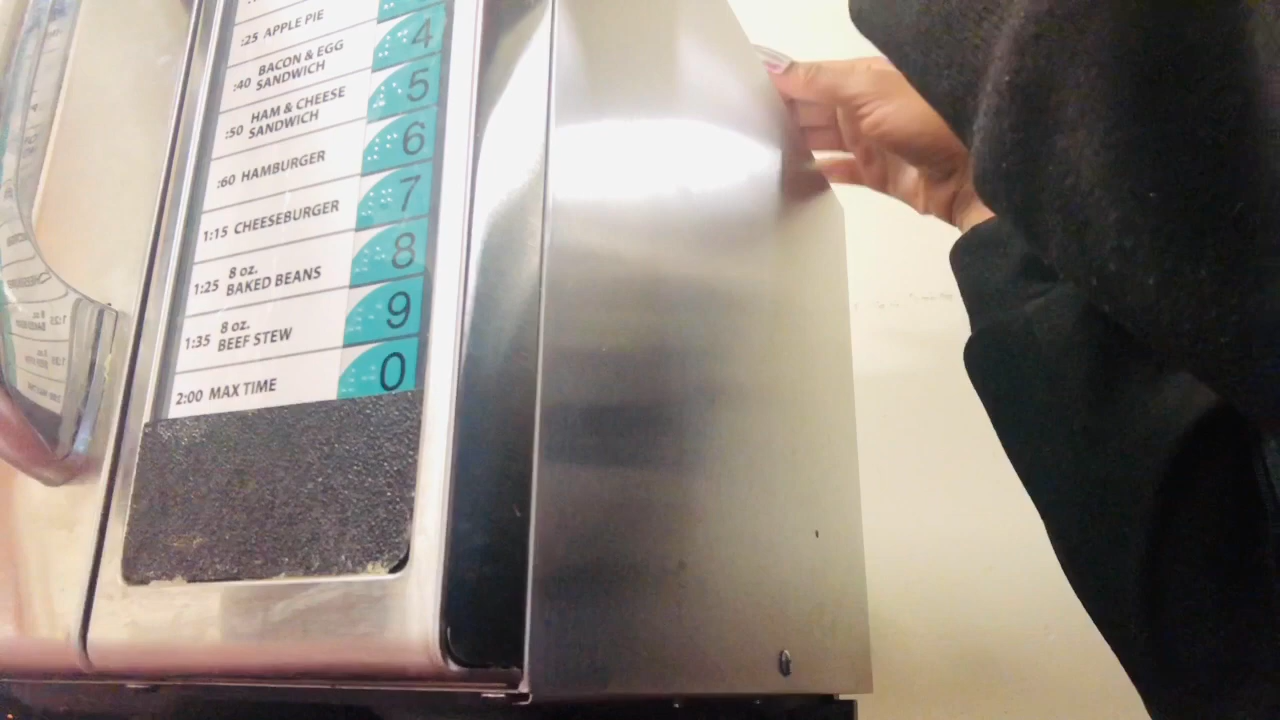 :25 APPLE PIE
4
:40 BACON & EGG
SANDWICH
5
:50 HAM & CHEESE
SANDWICH
6
:60 HAMBURGER
7
1:15 CHEESEBURGER
8
1:25 8 oz.
BAKED BEANS
9
1:35 8 oz.
BEEF STEW
0
2:00 MAX TIME